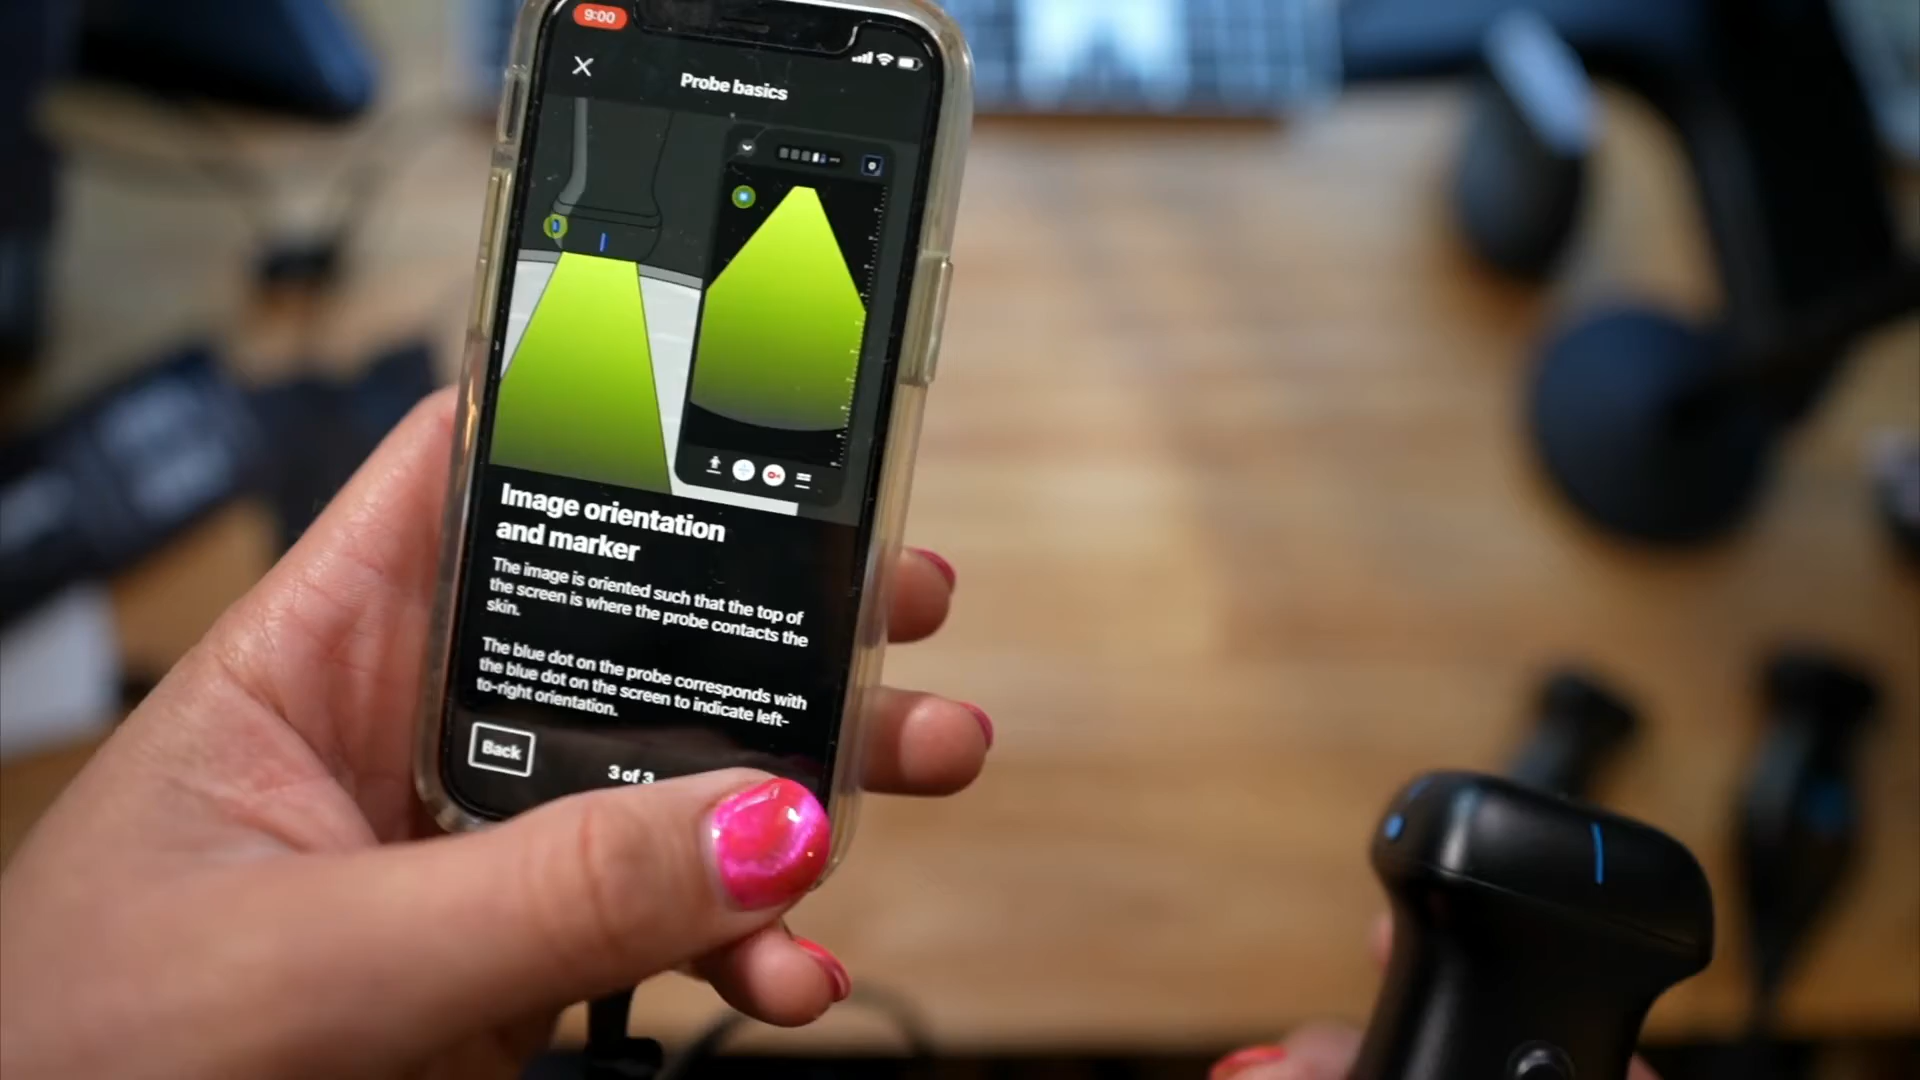 9:00
Probe basics
Image orientation
and marker
The image is oriented such that the top of
the screen is where the probe contacts the
skin.
The blue dot on the probe corresponds with
the blue dot on the screen to indicate left-
to-right orientation.
Back
3 of 3